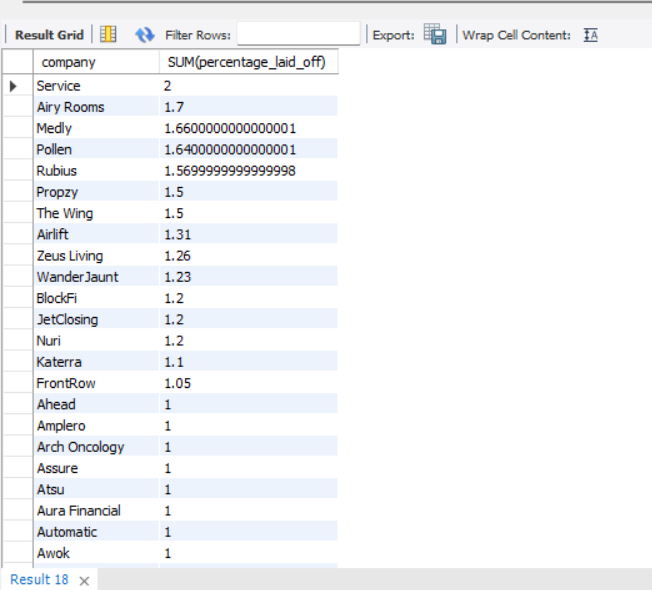 Result Grid Filter Rows: Export: Wrap Cell Content: IA
company SUM(percentage_laid_off)
Service 2
Airy Rooms 1.7
Medly 1.6600000000000001
Pollen 1.6400000000000001
Rubius 1.5699999999999998
Propzy 1.5
The Wing 1.5
Airlift 1.31
Zeus Living 1.26
WanderJaunt 1.23
BlockFi 1.2
JetClosing 1.2
Nuri 1.2
Katerra 1.1
FrontRow 1.05
Ahead 1
Amplero 1
Arch Oncology 1
Assure 1
Atsu 1
Aura Financial 1
Automatic 1
Awok 1
Result 18 ×